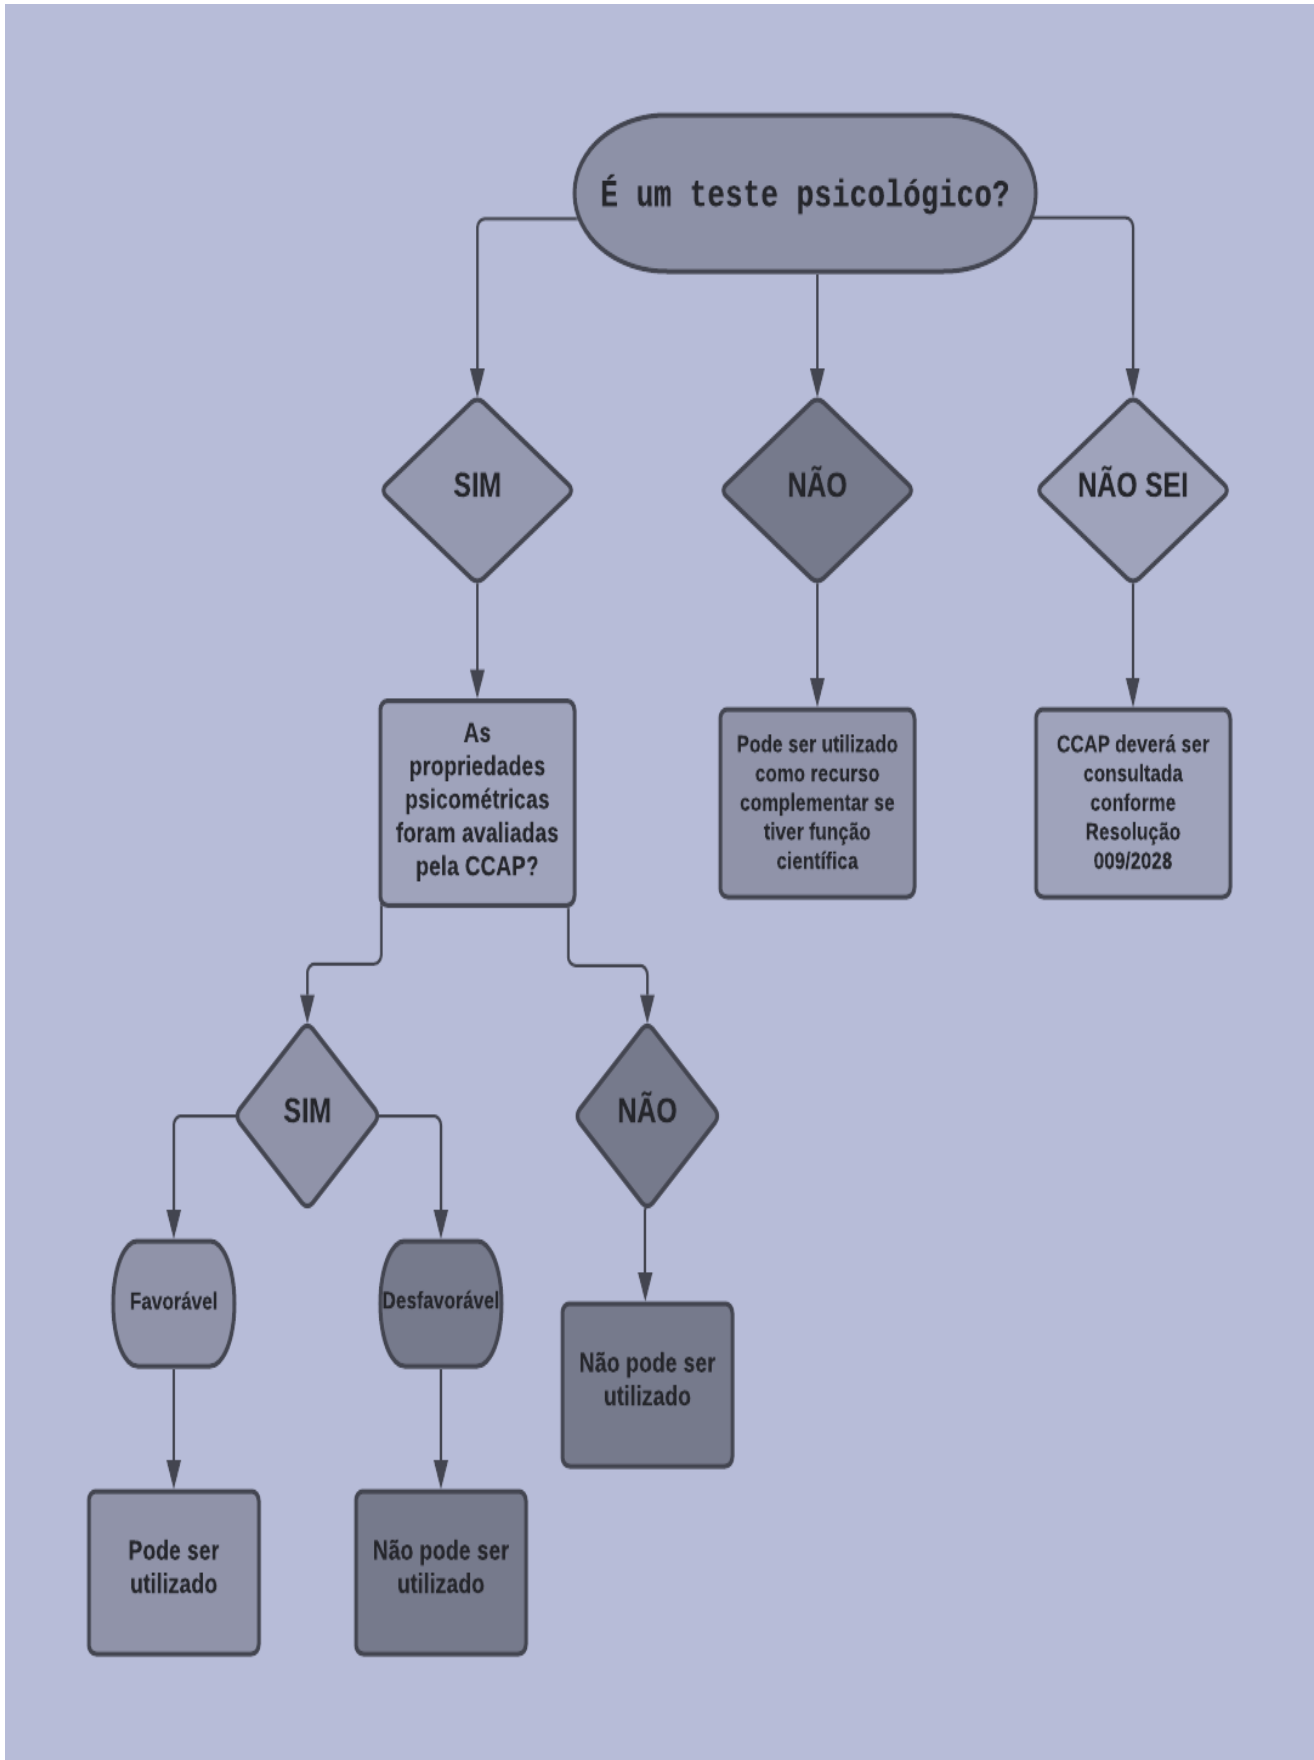 É um teste psicológico?
SIM
NÃO
NÃO SEI
As
propriedades
psicométricas
foram avaliadas
pela CCAP?
Pode ser utilizado
como recurso
complementar se
tiver função
científica
CCAP deverá ser
consultada
conforme
Resolução
009/2028
SIM
NÃO
Favorável
Desfavorável
Não pode ser
utilizado
Pode ser
utilizado
Não pode ser
utilizado